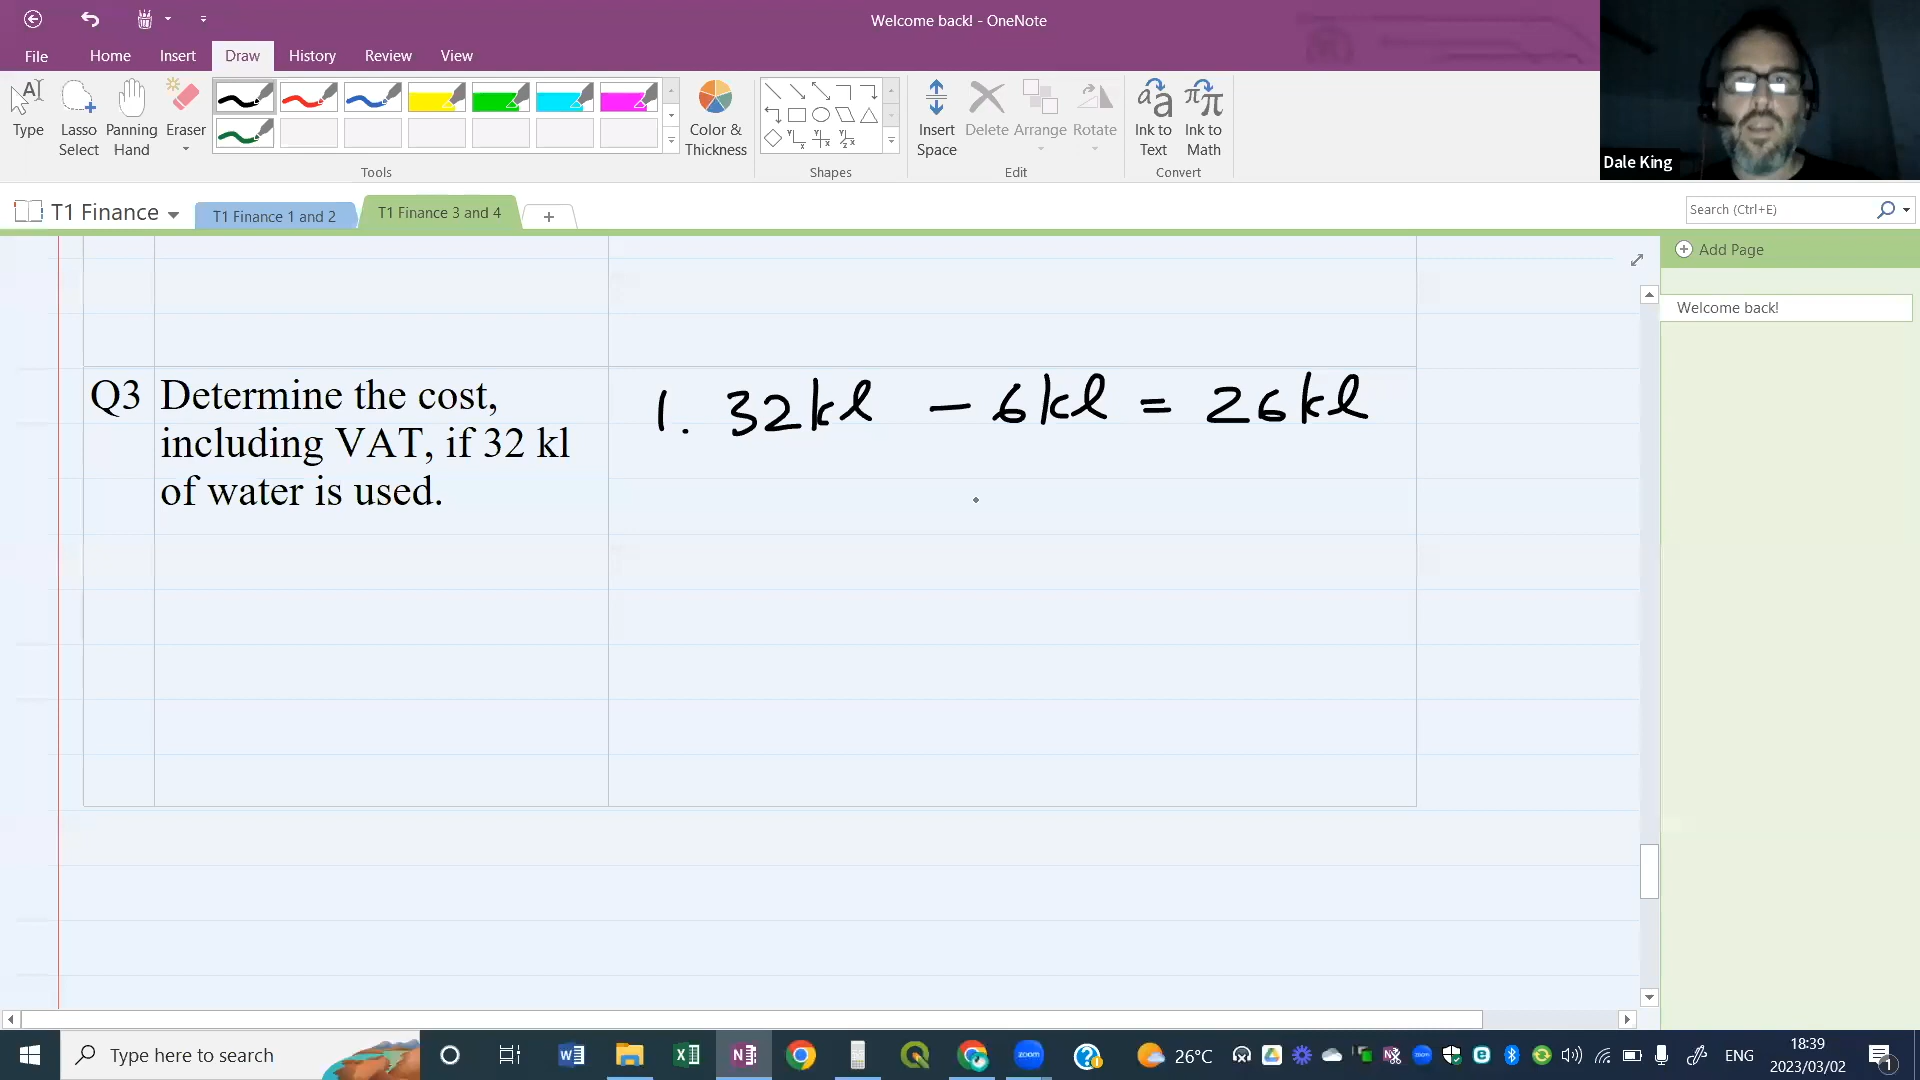 Welcome back! - OneNote
File Home Insert Draw History Review View
Type
Lasso Select
Panning Hand
Eraser
Color & Thickness
Insert Space
Delete
Arrange
Rotate
Ink to Text
Ink to Math
Tools
Shapes
Edit
Convert
Dale King
T1 Finance
T1 Finance 1 and 2
T1 Finance 3 and 4
Search (Ctrl+E)
Add Page
Welcome back!
Q3 Determine the cost,
including VAT, if 32 kl
of water is used.
1. 32kl - 6kl = 26kl
Type here to search
zoom
26°C
ENG
18:39
2023/03/02
1